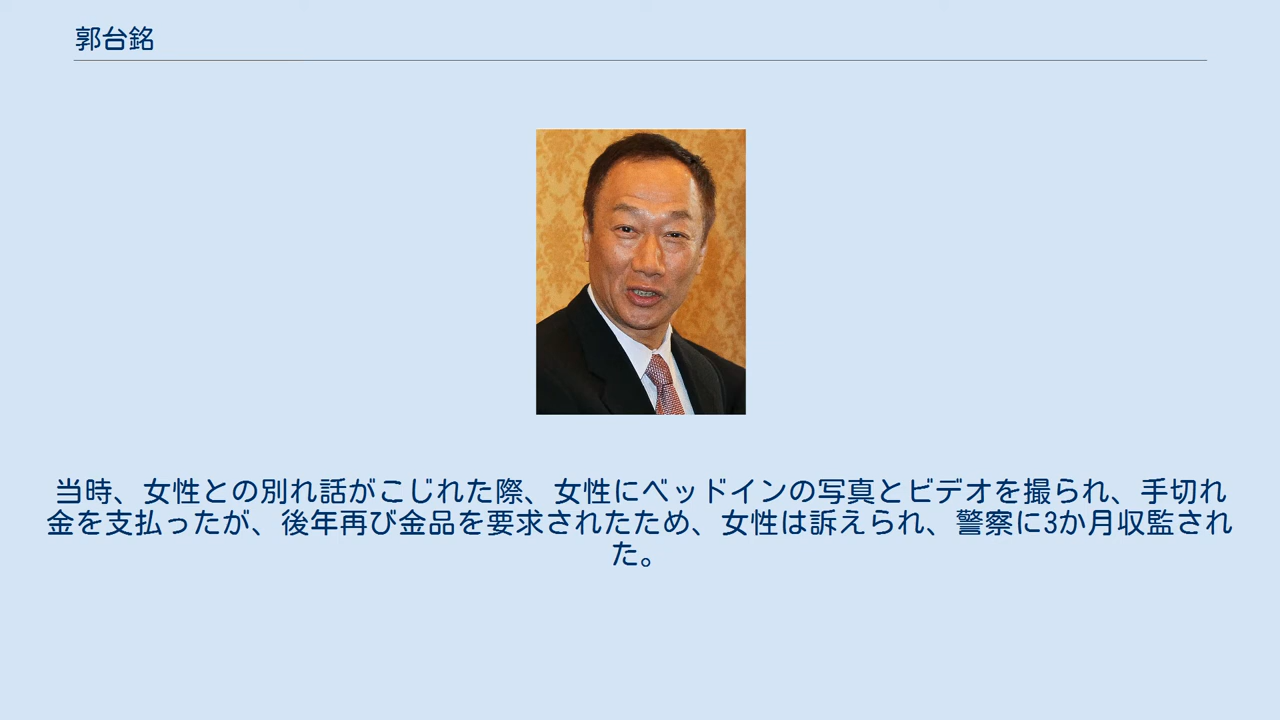 郭台銘
当時、女性との別れ話がこじれた際、女性にベッドインの写真とビデオを撮られ、手切れ
金を支払ったが、後年再び金品を要求されたため、女性は訴えられ、警察に3か月収監され
た。